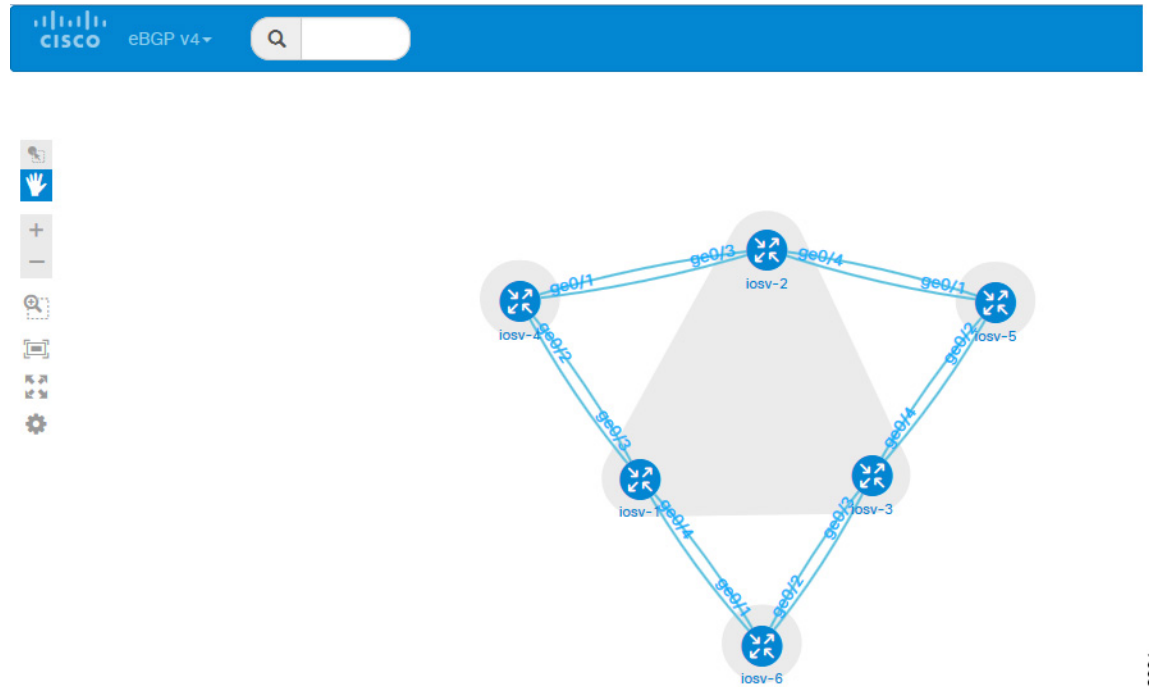 CISCO eBGP v4
ge0/3
ge0/4
iosv-2
ge0/1
ge0/1
iosv-4
ge0/2
ge0/2
iosv-5
ge0/3
ge0/4
iosv-1
ge0/4
ge0/3
iosv-3
ge0/1
ge0/2
iosv-6